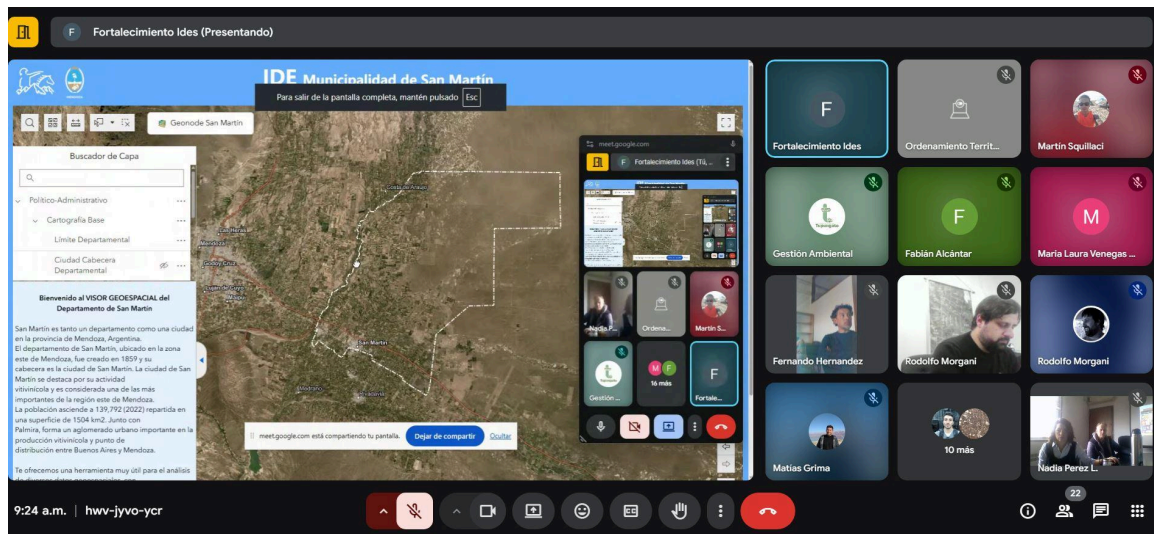 F
Fortalecimiento Ides (Presentando)
IDE Municipalidad de San Martín
Para salir de la pantalla completa, mantén pulsado Esc
Geonode San Martín
Buscador de Capa
Político-Administrativo
Cartografía Base
Límite Departamental
Ciudad Cabecera
Departamental
Bienvenido al VISOR GEOESPACIAL del
Departamento de San Martín
San Martín es tanto un departamento como una ciudad
en la provincia de Mendoza, Argentina.
El departamento de San Martín, ubicado en la zona
este de Mendoza, fue creado en 1859 y su
cabecera es la ciudad de San Martín. La ciudad de San
Martín se destaca por su actividad
vitivinícola y es considerada una de las más
importantes de la región este de Mendoza.
La población asciende a 139,792 (2022) repartida en
una superficie de 1504 km2. Junto con
Palmira, forma un aglomerado urbano importante en la
producción vitivinícola y punto de
distribución entre Buenos Aires y Mendoza.
Te ofrecemos una herramienta muy útil para el análisis
Costa de Araujo
Las Heras
Mendoza
Godoy Cruz
Luján de Cuyo
Maipú
San Martín
Medrano
Rivadavia
meet.google.com está compartiendo tu pantalla.
Dejar de compartir
Ocultar
meet.google.com
F
Fortalecimiento Ides (Tú, ...
Nadia P...
Ordena...
Martín S...
Gestión ...
M F
16 más
F
Fortale...
F
Fortalecimiento Ides
Ordenamiento Territ...
Martín Squillaci
t
Tupungato
Gestión Ambiental
F
Fabián Alcántar
M
Maria Laura Venegas ...
Fernando Hernandez
Rodolfo Morgani
Rodolfo Morgani
Matías Grima
10 más
Nadia Perez L.
9:24 a.m. | hwv-jyvo-ycr
22